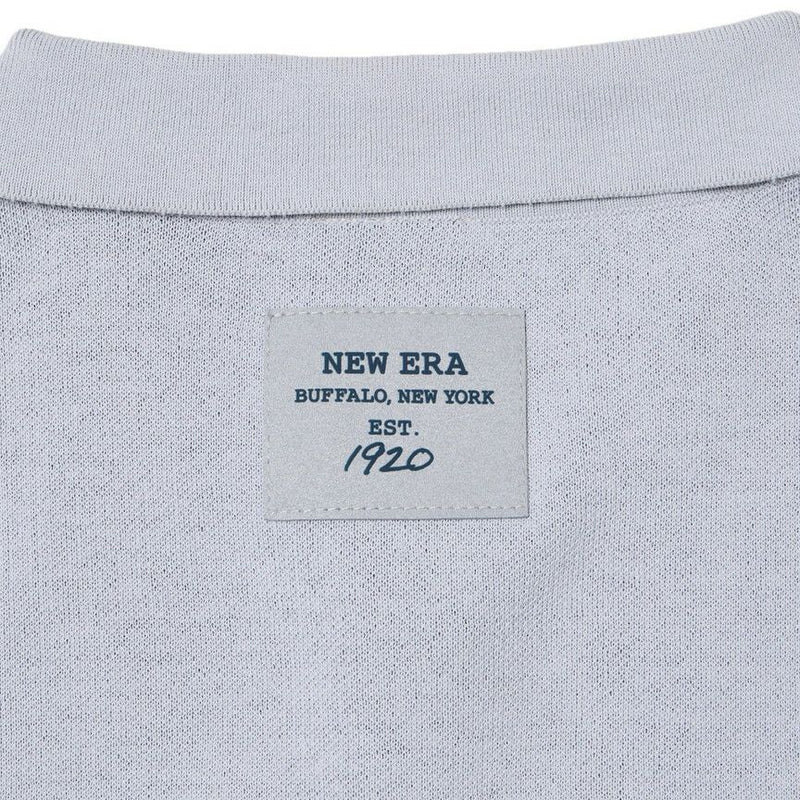 NEW ERA
BUFFALO, NEW YORK
EST.
1920